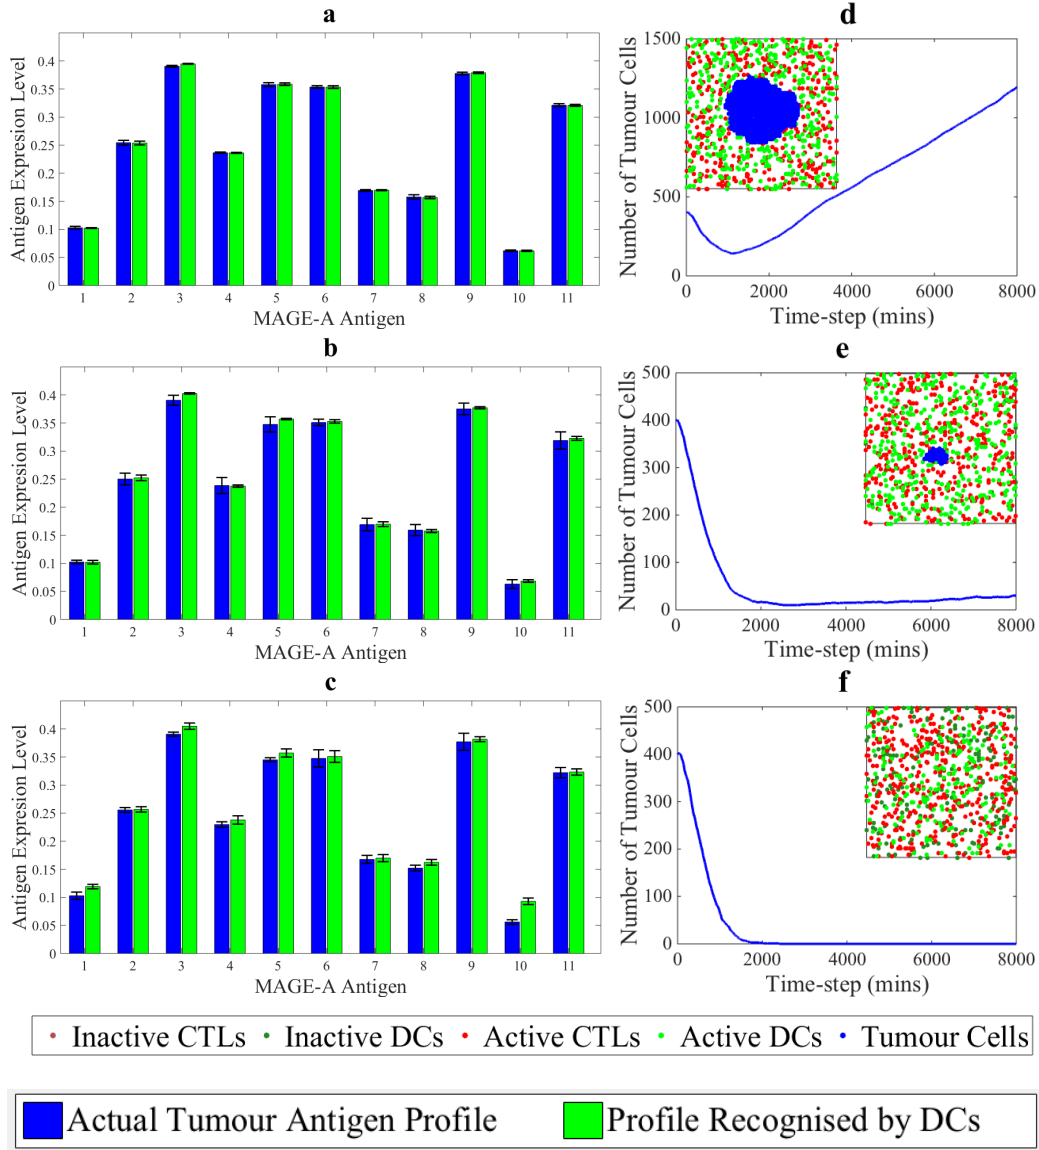 a
Antigen Expression Level
0.4
0.35
0.3
0.25
0.2
0.15
0.1
0.05
0
1 2 3 4 5 6 7 8 9 10 11
MAGE-A Antigen
d
Number of Tumour Cells
1500
1000
500
0
0 2000 4000 6000 8000
Time-step (mins)
b
Antigen Expression Level
0.4
0.35
0.3
0.25
0.2
0.15
0.1
0.05
0
1 2 3 4 5 6 7 8 9 10 11
MAGE-A Antigen
e
Number of Tumour Cells
500
400
300
200
100
0
0 2000 4000 6000 8000
Time-step (mins)
c
Antigen Expression Level
0.4
0.35
0.3
0.25
0.2
0.15
0.1
0.05
0
1 2 3 4 5 6 7 8 9 10 11
MAGE-A Antigen
f
Number of Tumour Cells
500
400
300
200
100
0
0 2000 4000 6000 8000
Time-step (mins)
Inactive CTLs Inactive DCs Active CTLs Active DCs Tumour Cells
Actual Tumour Antigen Profile Profile Recognised by DCs